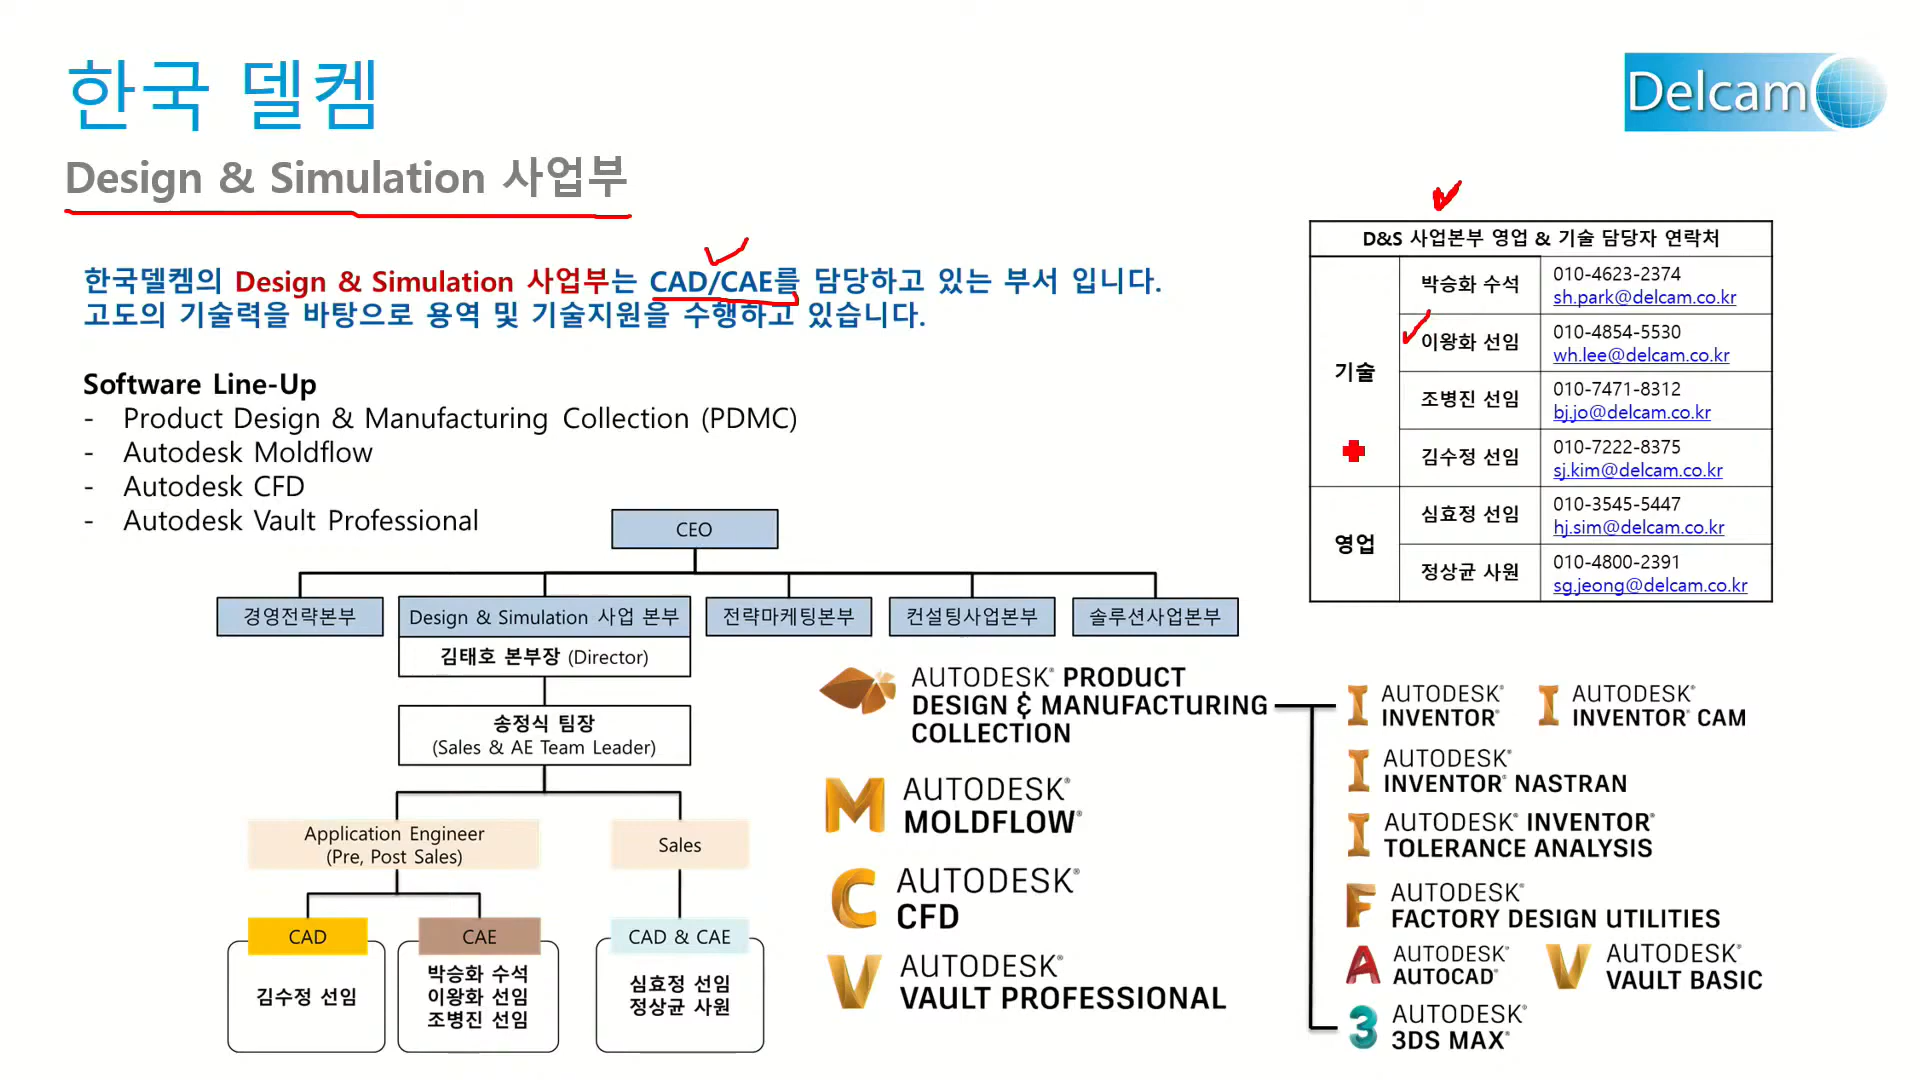 한국 델켐
Delcam
Design & Simulation 사업부
한국델켐의 Design & Simulation 사업부는 CAD/CAE를 담당하고 있는 부서 입니다.
고도의 기술력을 바탕으로 용역 및 기술지원을 수행하고 있습니다.
Software Line-Up
- Product Design & Manufacturing Collection (PDMC)
- Autodesk Moldflow
- Autodesk CFD
- Autodesk Vault Professional
D&S 사업본부 영업 & 기술 담당자 연락처
기술
박승화 수석
010-4623-2374
sh.park@delcam.co.kr
이왕화 선임
010-4854-5530
wh.lee@delcam.co.kr
조병진 선임
010-7471-8312
bj.jo@delcam.co.kr
김수정 선임
010-7222-8375
sj.kim@delcam.co.kr
영업
심효정 선임
010-3545-5447
hj.sim@delcam.co.kr
정상균 사원
010-4800-2391
sg.jeong@delcam.co.kr
CEO
경영전략본부
Design & Simulation 사업 본부
전략마케팅본부
컨설팅사업본부
솔루션사업본부
김태호 본부장 (Director)
송정식 팀장
(Sales & AE Team Leader)
Application Engineer
(Pre, Post Sales)
Sales
CAD
CAE
CAD & CAE
김수정 선임
박승화 수석
이왕화 선임
조병진 선임
심효정 선임
정상균 사원
AUTODESK® PRODUCT
DESIGN & MANUFACTURING
COLLECTION
AUTODESK®
MOLDFLOW®
AUTODESK®
CFD
AUTODESK®
VAULT PROFESSIONAL
AUTODESK®
INVENTOR®
AUTODESK®
INVENTOR® CAM
AUTODESK®
INVENTOR® NASTRAN
AUTODESK® INVENTOR®
TOLERANCE ANALYSIS
AUTODESK®
FACTORY DESIGN UTILITIES
AUTODESK®
AUTOCAD®
AUTODESK®
VAULT BASIC
AUTODESK®
3DS MAX®